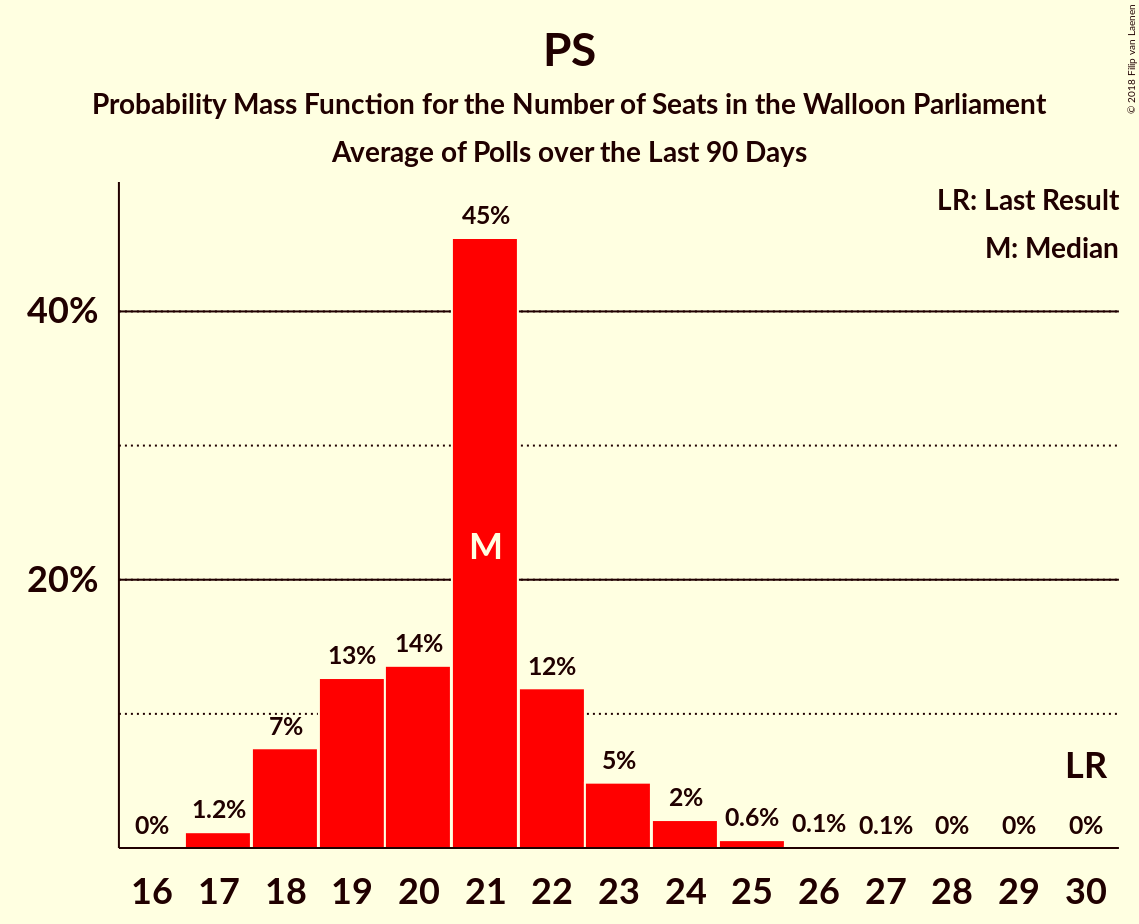 PS
Probability Mass Function for the Number of Seats in the Walloon Parliament
Average of Polls over the Last 90 Days
© 2018 Filip van Laenen
LR: Last Result
M: Median
45%
40%
M
20%
14%
13%
12%
7%
5%
LR
2%
1.2%
0.6%
0.1%
0.1%
0%
0%
0%
0%
16 17 18 19 20 21 22 23 24 25 26 27 28 29 30